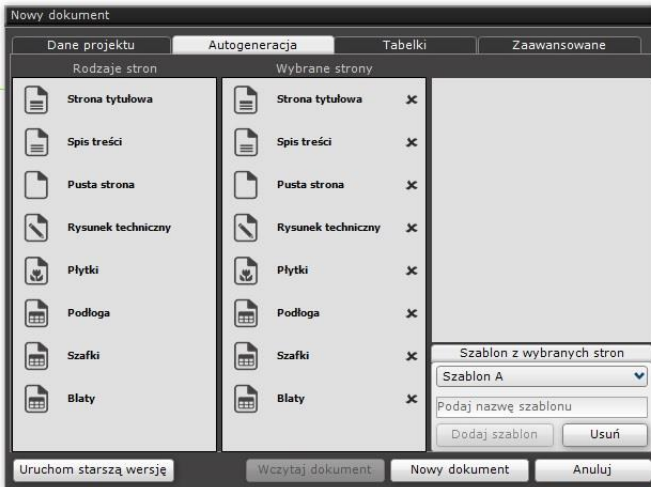 Nowy dokument
Dane projektu
Autogeneracja
Tabelki
Zaawansowane
Rodzaje stron
Strona tytułowa
Spis treści
Pusta strona
Rysunek techniczny
Płytki
Podłoga
Szafki
Blaty
Wybrane strony
Strona tytułowa
Spis treści
Pusta strona
Rysunek techniczny
Płytki
Podłoga
Szafki
Blaty
Szablon z wybranych stron
Szablon A
Podaj nazwę szablonu
Dodaj szablon
Usuń
Uruchom starszą wersję
Wczytaj dokument
Nowy dokument
Anuluj